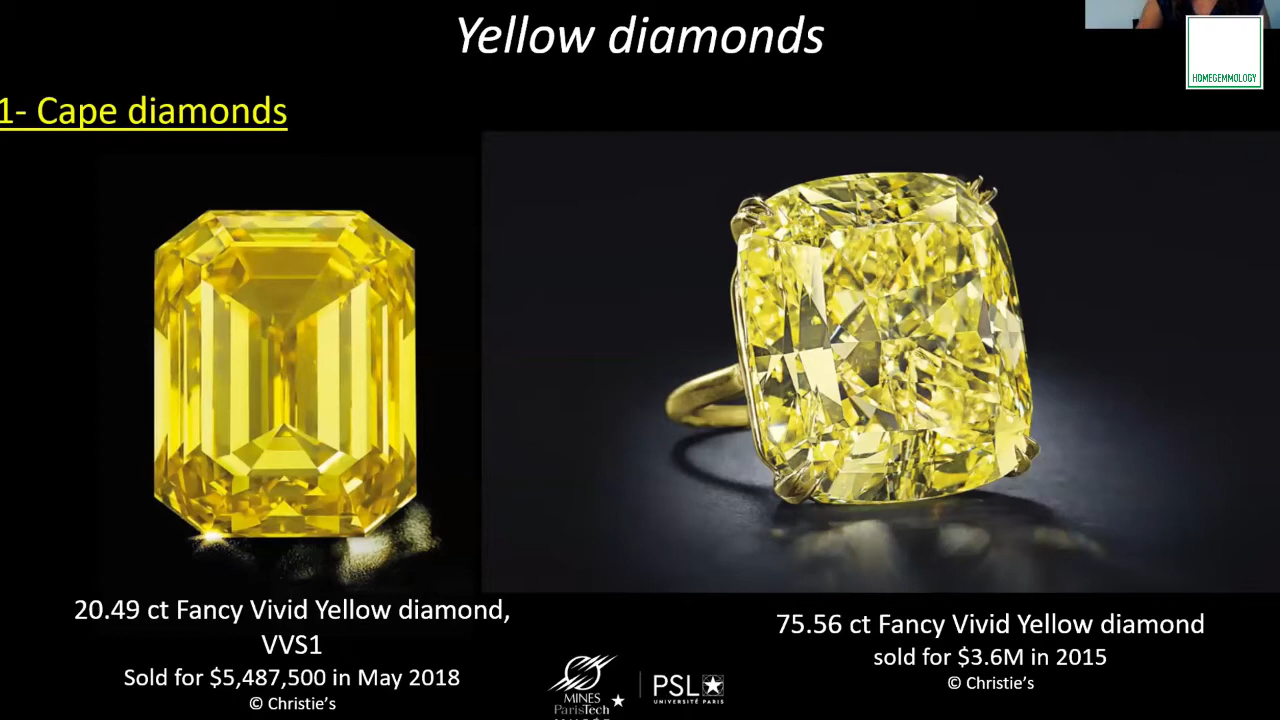 Yellow diamonds
HOMEGEMMOLOGY
1- Cape diamonds
20.49 ct Fancy Vivid Yellow diamond,
VVS1
Sold for $5,487,500 in May 2018
© Christie's
75.56 ct Fancy Vivid Yellow diamond
sold for $3.6M in 2015
© Christie's
MINES
ParisTech
PSL
UNIVERSITÉ PARIS